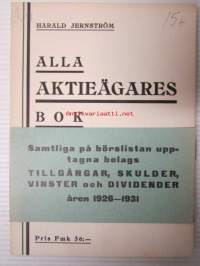 HARALD JERNSTRÖM
15:-
ALLA
AKTIEÄGARES
BOK
Samtliga på börslistan upp-
tagna bolags
TILLGÅNGAR, SKULDER,
VINSTER och DIVIDENDER
åren 1926—1931
Pris Fmk 56:—